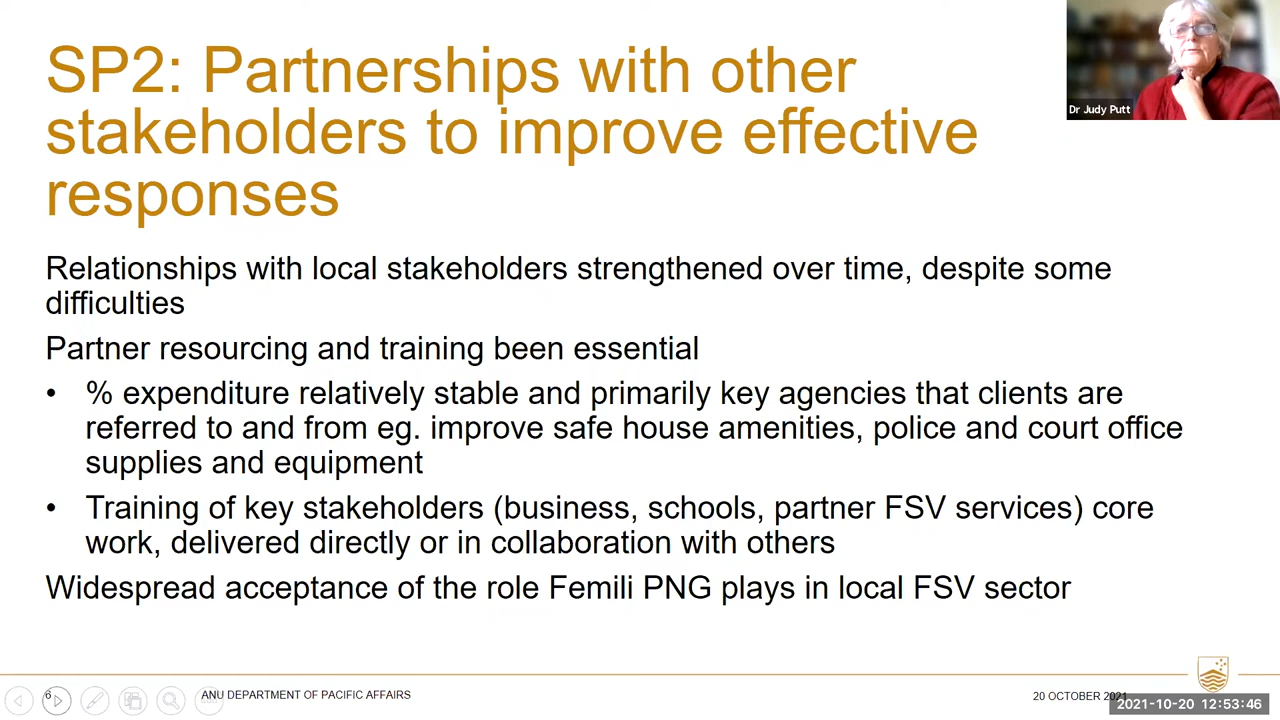 SP2: Partnerships with other
stakeholders to improve effective
responses
Dr Judy Putt
Relationships with local stakeholders strengthened over time, despite some
difficulties
Partner resourcing and training been essential
• % expenditure relatively stable and primarily key agencies that clients are
referred to and from eg. improve safe house amenities, police and court office
supplies and equipment
• Training of key stakeholders (business, schools, partner FSV services) core
work, delivered directly or in collaboration with others
Widespread acceptance of the role Femili PNG plays in local FSV sector
6
ANU DEPARTMENT OF PACIFIC AFFAIRS
20 OCTOBER 2021
2021-10-20 12:53:46